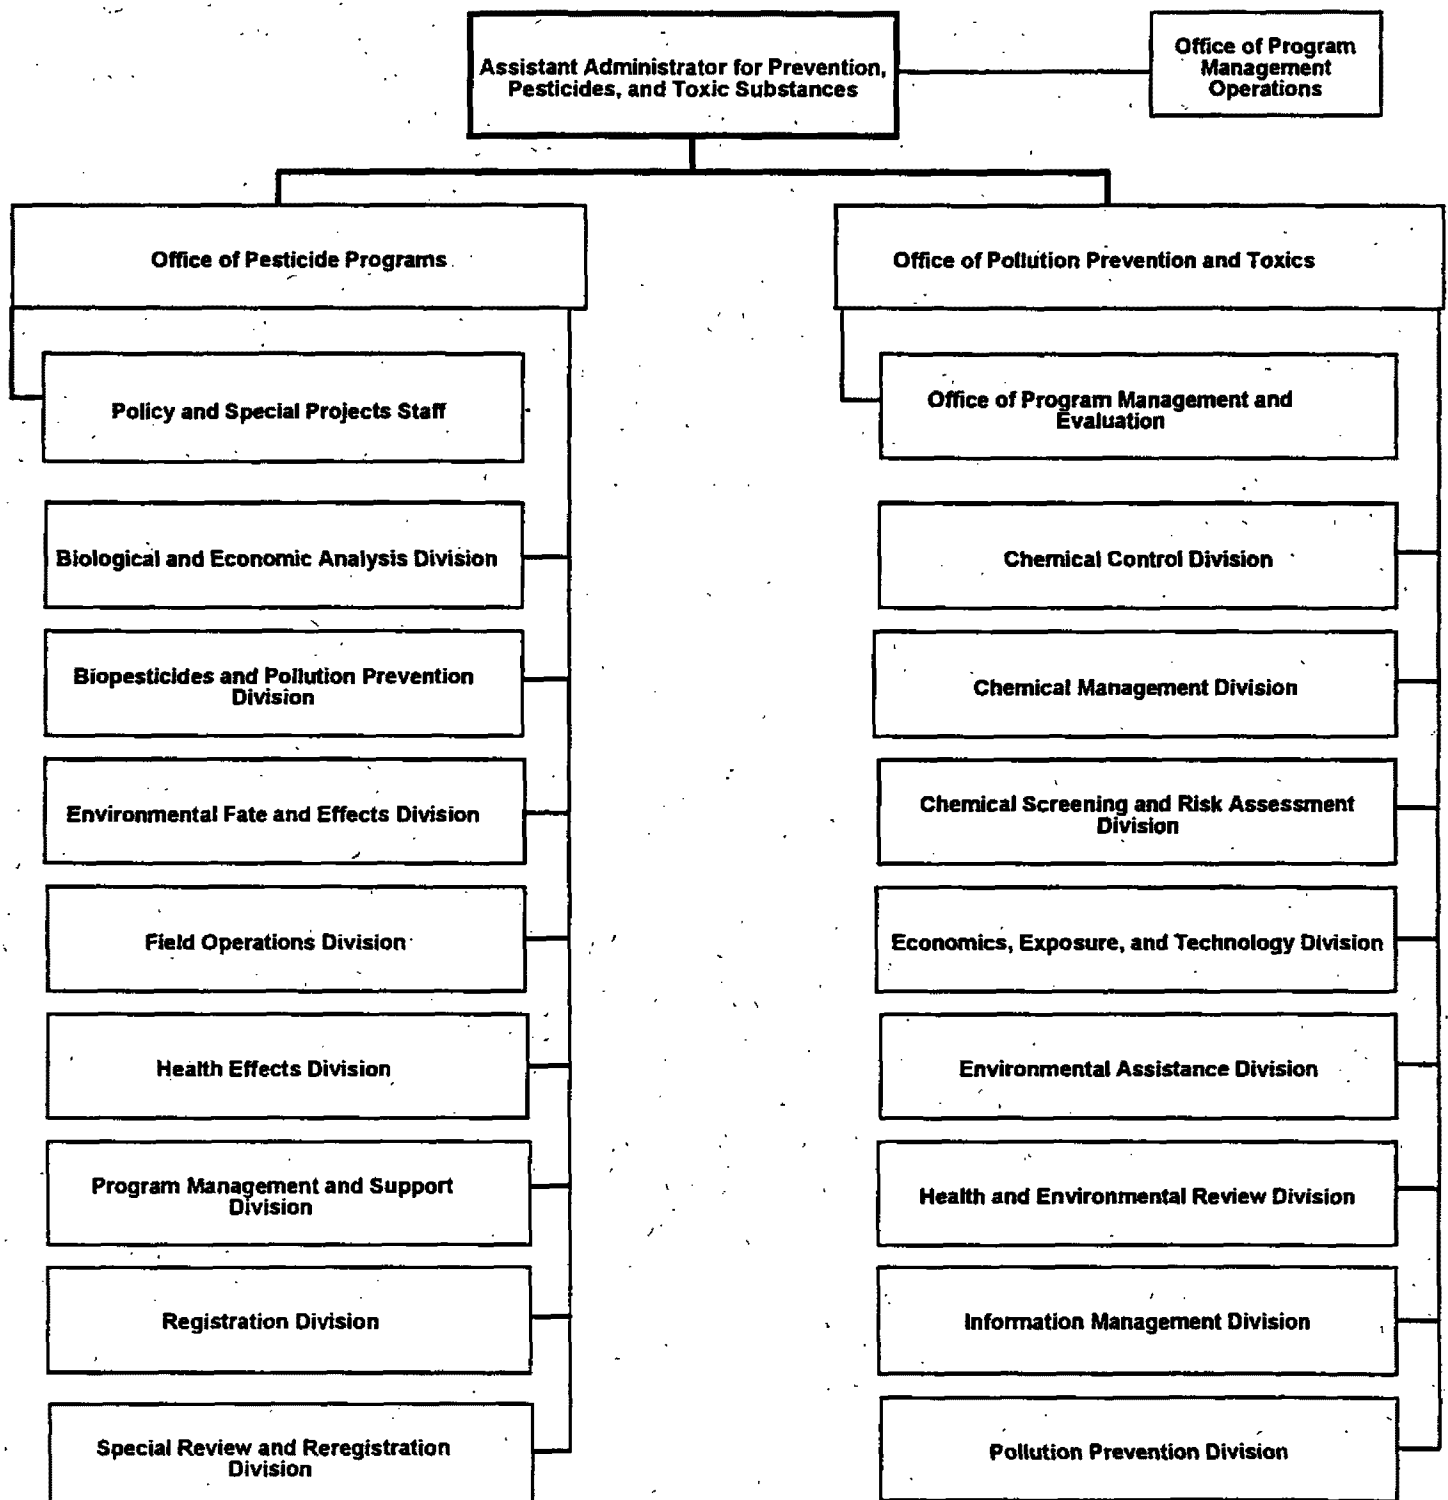 Assistant Administrator for Prevention,
Pesticides, and Toxic Substances
Office of Program
Management
Operations
Office of Pesticide Programs
Policy and Special Projects Staff
Biological and Economic Analysis Division
Biopesticides and Pollution Prevention
Division
Environmental Fate and Effects Division
Field Operations Division
Health Effects Division
Program Management and Support
Division
Registration Division
Special Review and Reregistration
Division
Office of Pollution Prevention and Toxics
Office of Program Management and
Evaluation
Chemical Control Division
Chemical Management Division
Chemical Screening and Risk Assessment
Division
Economics, Exposure, and Technology Division
Environmental Assistance Division
Health and Environmental Review Division
Information Management Division
Pollution Prevention Division